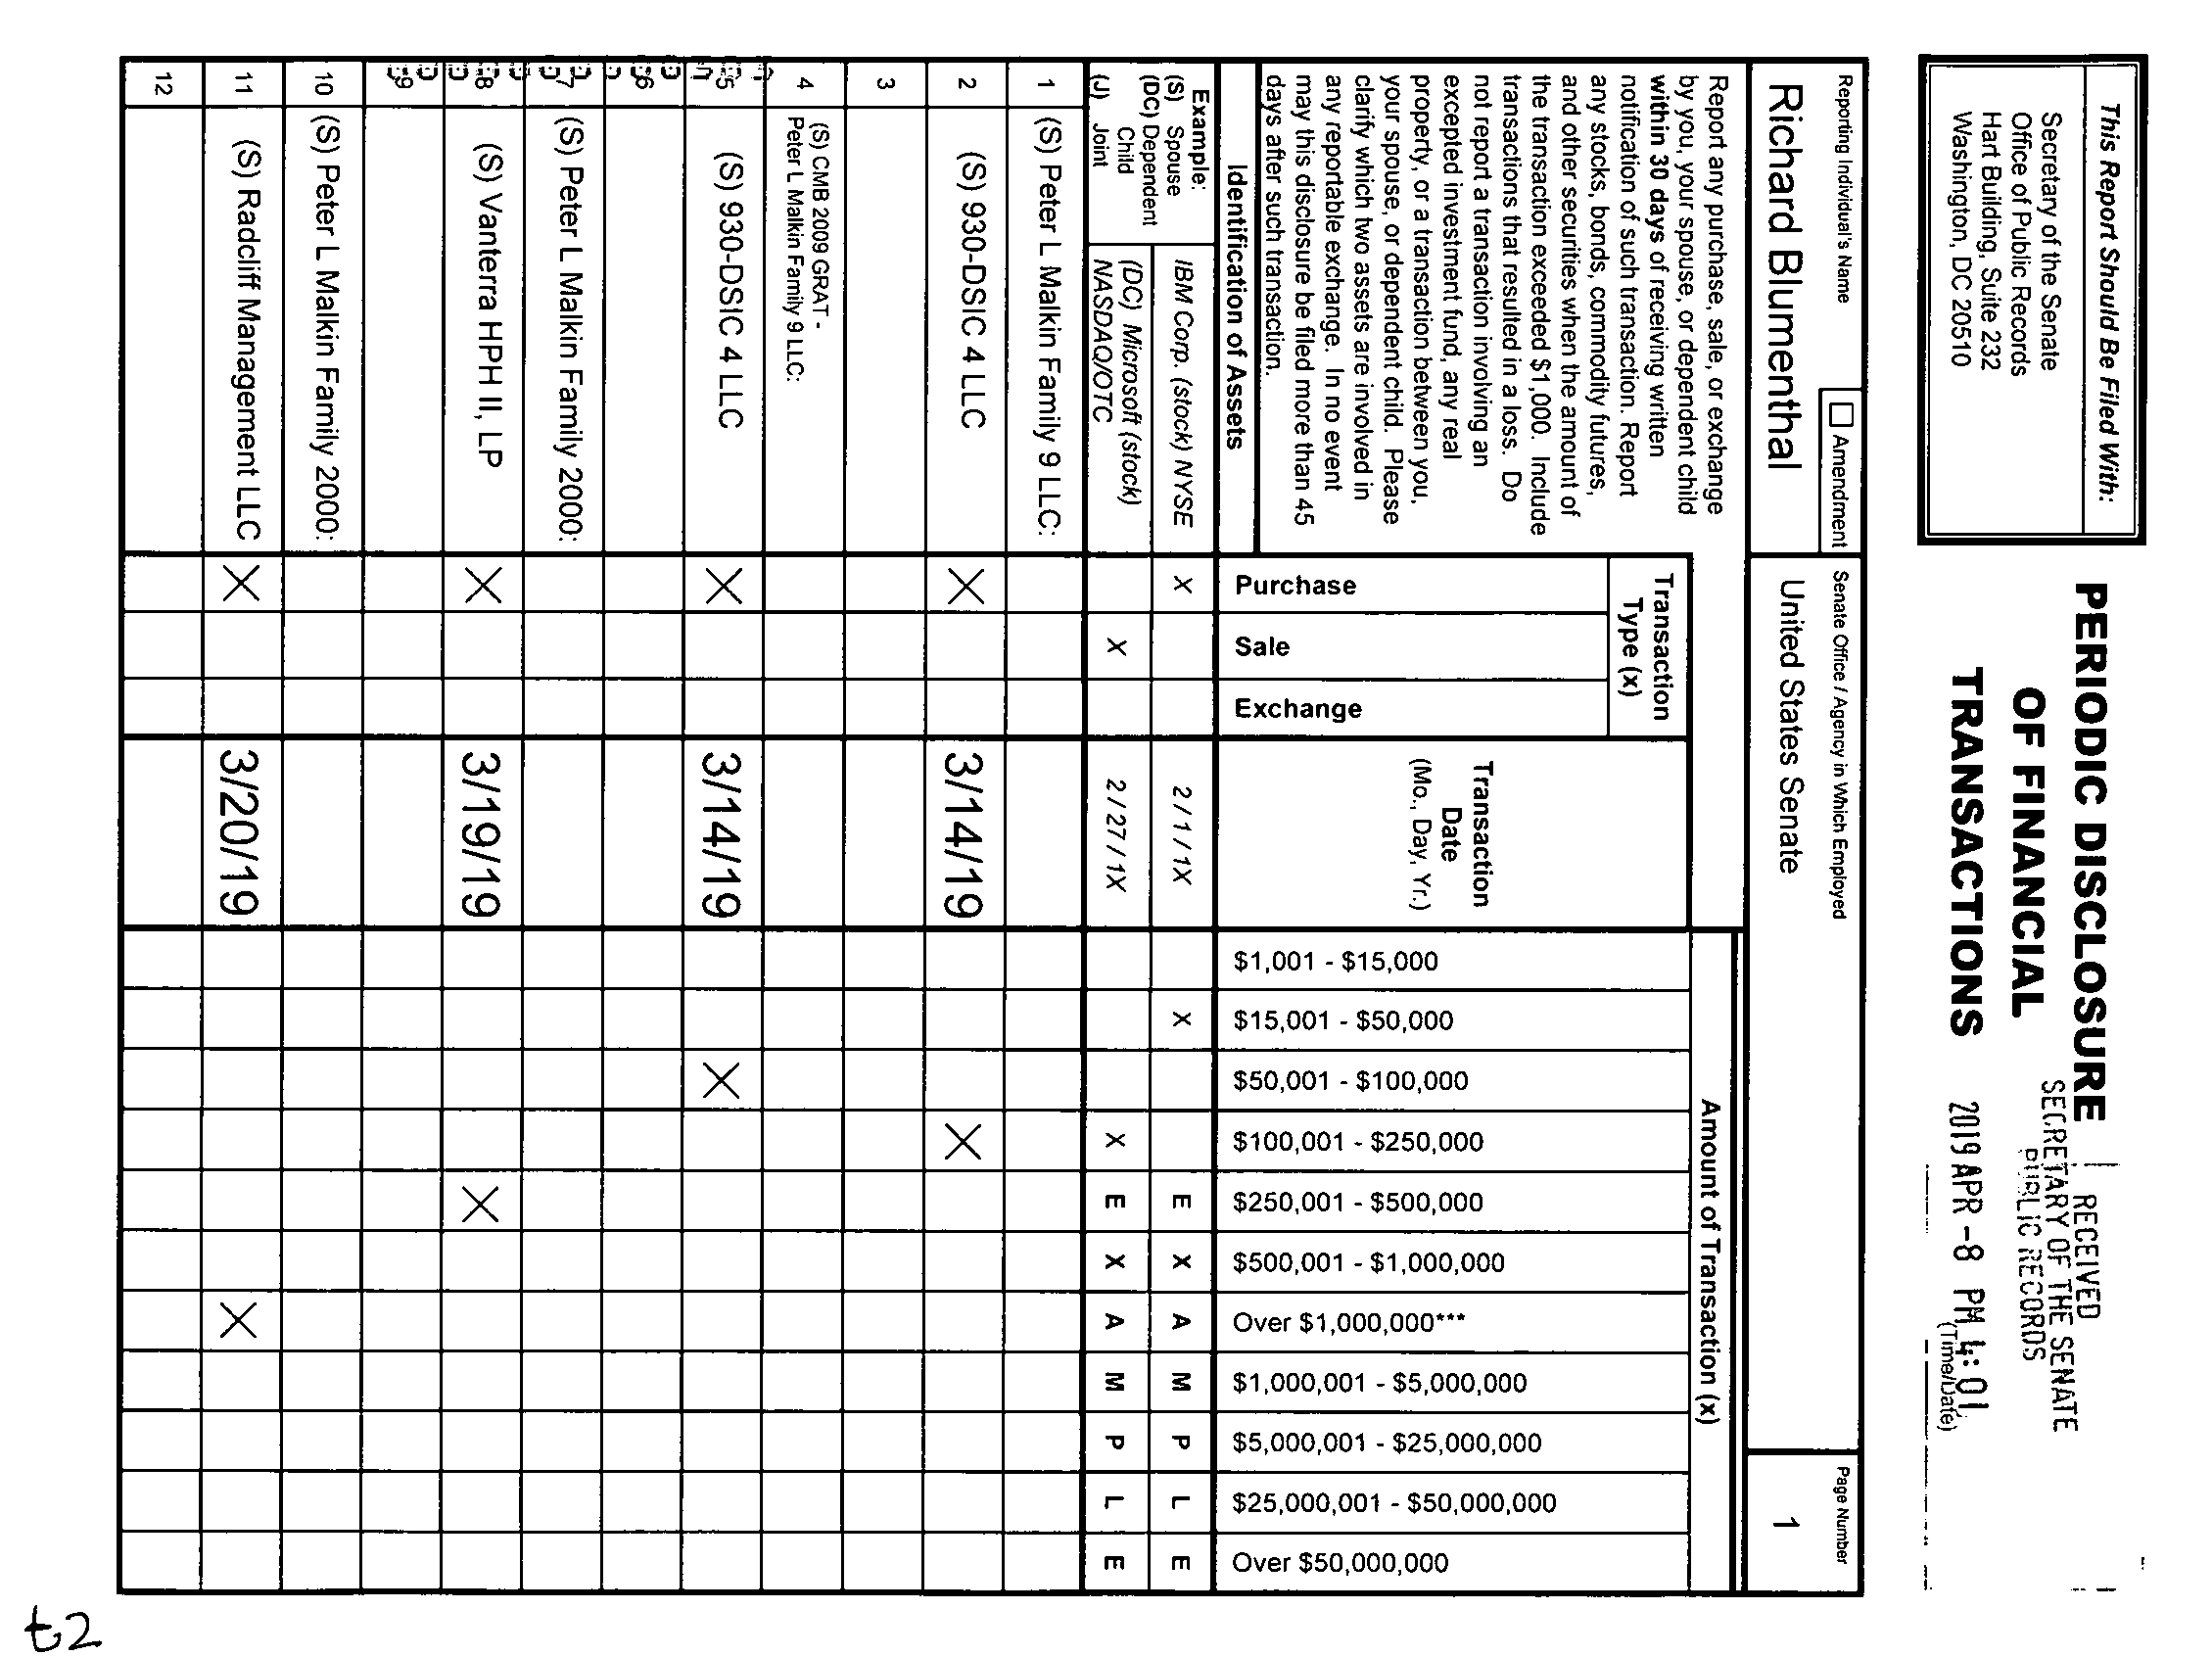 This Report Should Be Filed With:
Secretary of the Senate
Office of Public Records
Hart Building, Suite 232
Washington, DC 20510
PERIODIC DISCLOSURE
OF FINANCIAL
TRANSACTIONS
RECEIVED
SECRETARY OF THE SENATE
PUBLIC RECORDS
2019 APR -8 PM 4:01
(Time/Date)
Reporting Individual's Name
Amendment
Senate Office / Agency in Which Employed
Page Number
Richard Blumenthal
United States Senate
1
Report any purchase, sale, or exchange
by you, your spouse, or dependent child
within 30 days of receiving written
notification of such transaction. Report
any stocks, bonds, commodity futures,
and other securities when the amount of
the transaction exceeded $1,000. Include
transactions that resulted in a loss. Do
not report a transaction involving an
excepted investment fund, any real
property, or a transaction between you,
your spouse, or dependent child. Please
clarify which two assets are involved in
any reportable exchange. In no event
may this disclosure be filed more than 45
days after such transaction.
Identification of Assets
Transaction
Type (x)
Purchase
Sale
Exchange
Transaction
Date
(Mo., Day, Yr.)
Amount of Transaction (x)
$1,001 - $15,000
$15,001 - $50,000
$50,001 - $100,000
$100,001 - $250,000
$250,001 - $500,000
$500,001 - $1,000,000
Over $1,000,000***
$1,000,001 - $5,000,000
$5,000,001 - $25,000,000
$25,000,001 - $50,000,000
Over $50,000,000
Example:
(S) Spouse
(DC) Dependent
Child
(J) Joint
IBM Corp. (stock) NYSE X 2 / 1 / 1X X E X A M P L E
(DC) Microsoft (stock)
NASDAQ/OTC X 2 / 27 / 1X X E X A M P L E
1 (S) Peter L Malkin Family 9 LLC:
2 (S) 930-DSIC 4 LLC X 3/14/19 X
3
4 (S) CMB 2009 GRAT -
Peter L Malkin Family 9 LLC:
5 (S) 930-DSIC 4 LLC X 3/14/19 X
6
7 (S) Peter L Malkin Family 2000:
8 (S) Vanterra HPH II, LP X 3/19/19 X
9
10 (S) Peter L Malkin Family 2000:
11 (S) Radcliff Management LLC X 3/20/19 X
12
t2